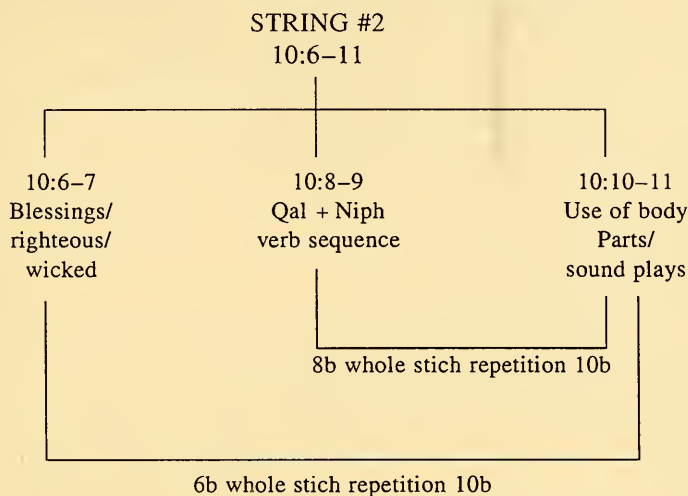 STRING #2
10:6–11
10:6–7
Blessings/
righteous/
wicked
10:8–9
Qal + Niph
verb sequence
10:10–11
Use of body
Parts/
sound plays
8b whole stich repetition 10b
6b whole stich repetition 10b